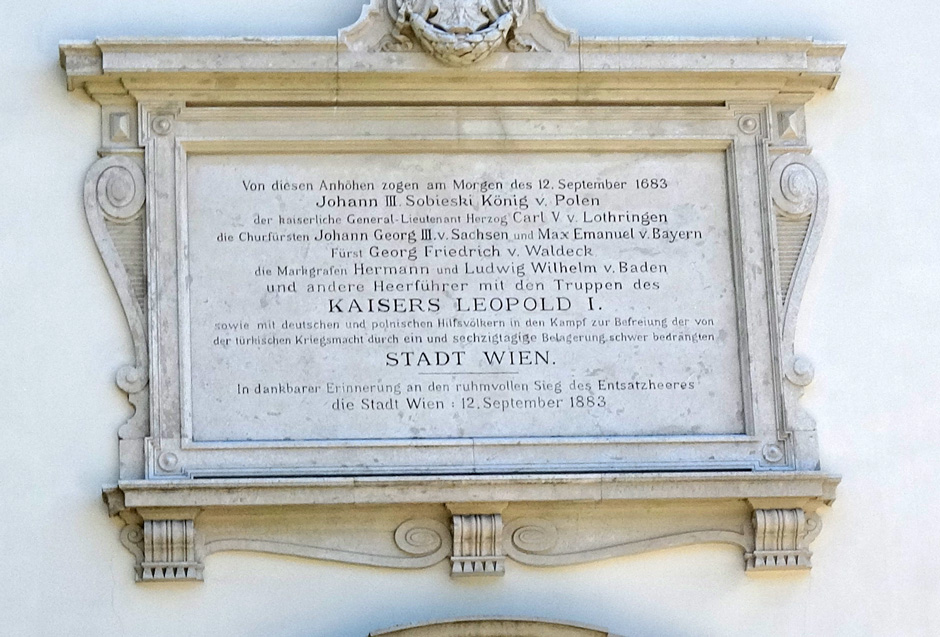 Von diesen Anhöhen zogen am Morgen des 12. September 1683
Johann III. Sobieski König v. Polen
der kaiserliche General-Lieutenant Herzog Carl V v. Lothringen
die Churfürsten Johann Georg III. v. Sachsen und Max Emanuel v. Bayern
Fürst Georg Friedrich v. Waldeck
die Markgrafen Hermann und Ludwig Wilhelm v. Baden
und andere Heerführer mit den Truppen des
KAISERS LEOPOLD I.
sowie mit deutschen und polnischen Hilfsvölkern in den Kampf zur Befreiung der von
der türkischen Kriegsmacht durch ein und sechzigtagige Belagerung schwer bedrängten
STADT WIEN.
In dankbarer Erinnerung an den ruhmvollen Sieg des Entsatzheeres
die Stadt Wien : 12. September 1883